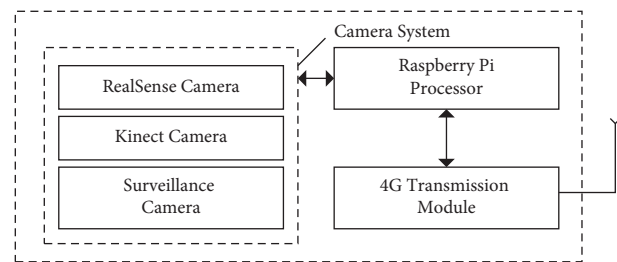 Camera System
RealSense Camera
Kinect Camera
Surveillance
Camera
Raspberry Pi
Processor
4G Transmission
Module